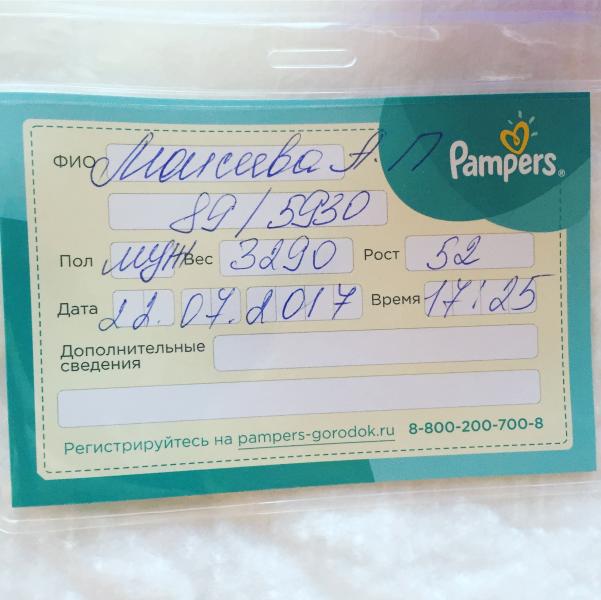 Pampers®
ФИО Моисеева А. П
89/5930
Пол муж Вес 3290 Рост 52
Дата 22.07.2017 Время 17:25
Дополнительные
сведения
Регистрируйтесь на pampers-gorodok.ru 8-800-200-700-8